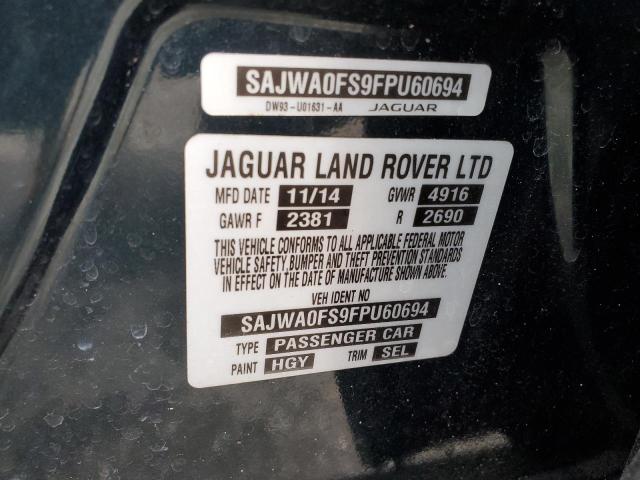 SAJWA0FS9FPU60694
DW93-U01631-AA JAGUAR
JAGUAR LAND ROVER LTD
MFD DATE 11/14 GVWR 4916
GAWR F 2381 R 2690
THIS VEHICLE CONFORMS TO ALL APPLICABLE FEDERAL MOTOR
VEHICLE SAFETY, BUMPER AND THEFT PREVENTION STANDARDS
IN EFFECT ON THE DATE OF MANUFACTURE SHOWN ABOVE.
VEH IDENT NO
SAJWA0FS9FPU60694
TYPE PASSENGER CAR
PAINT HGY TRIM SEL